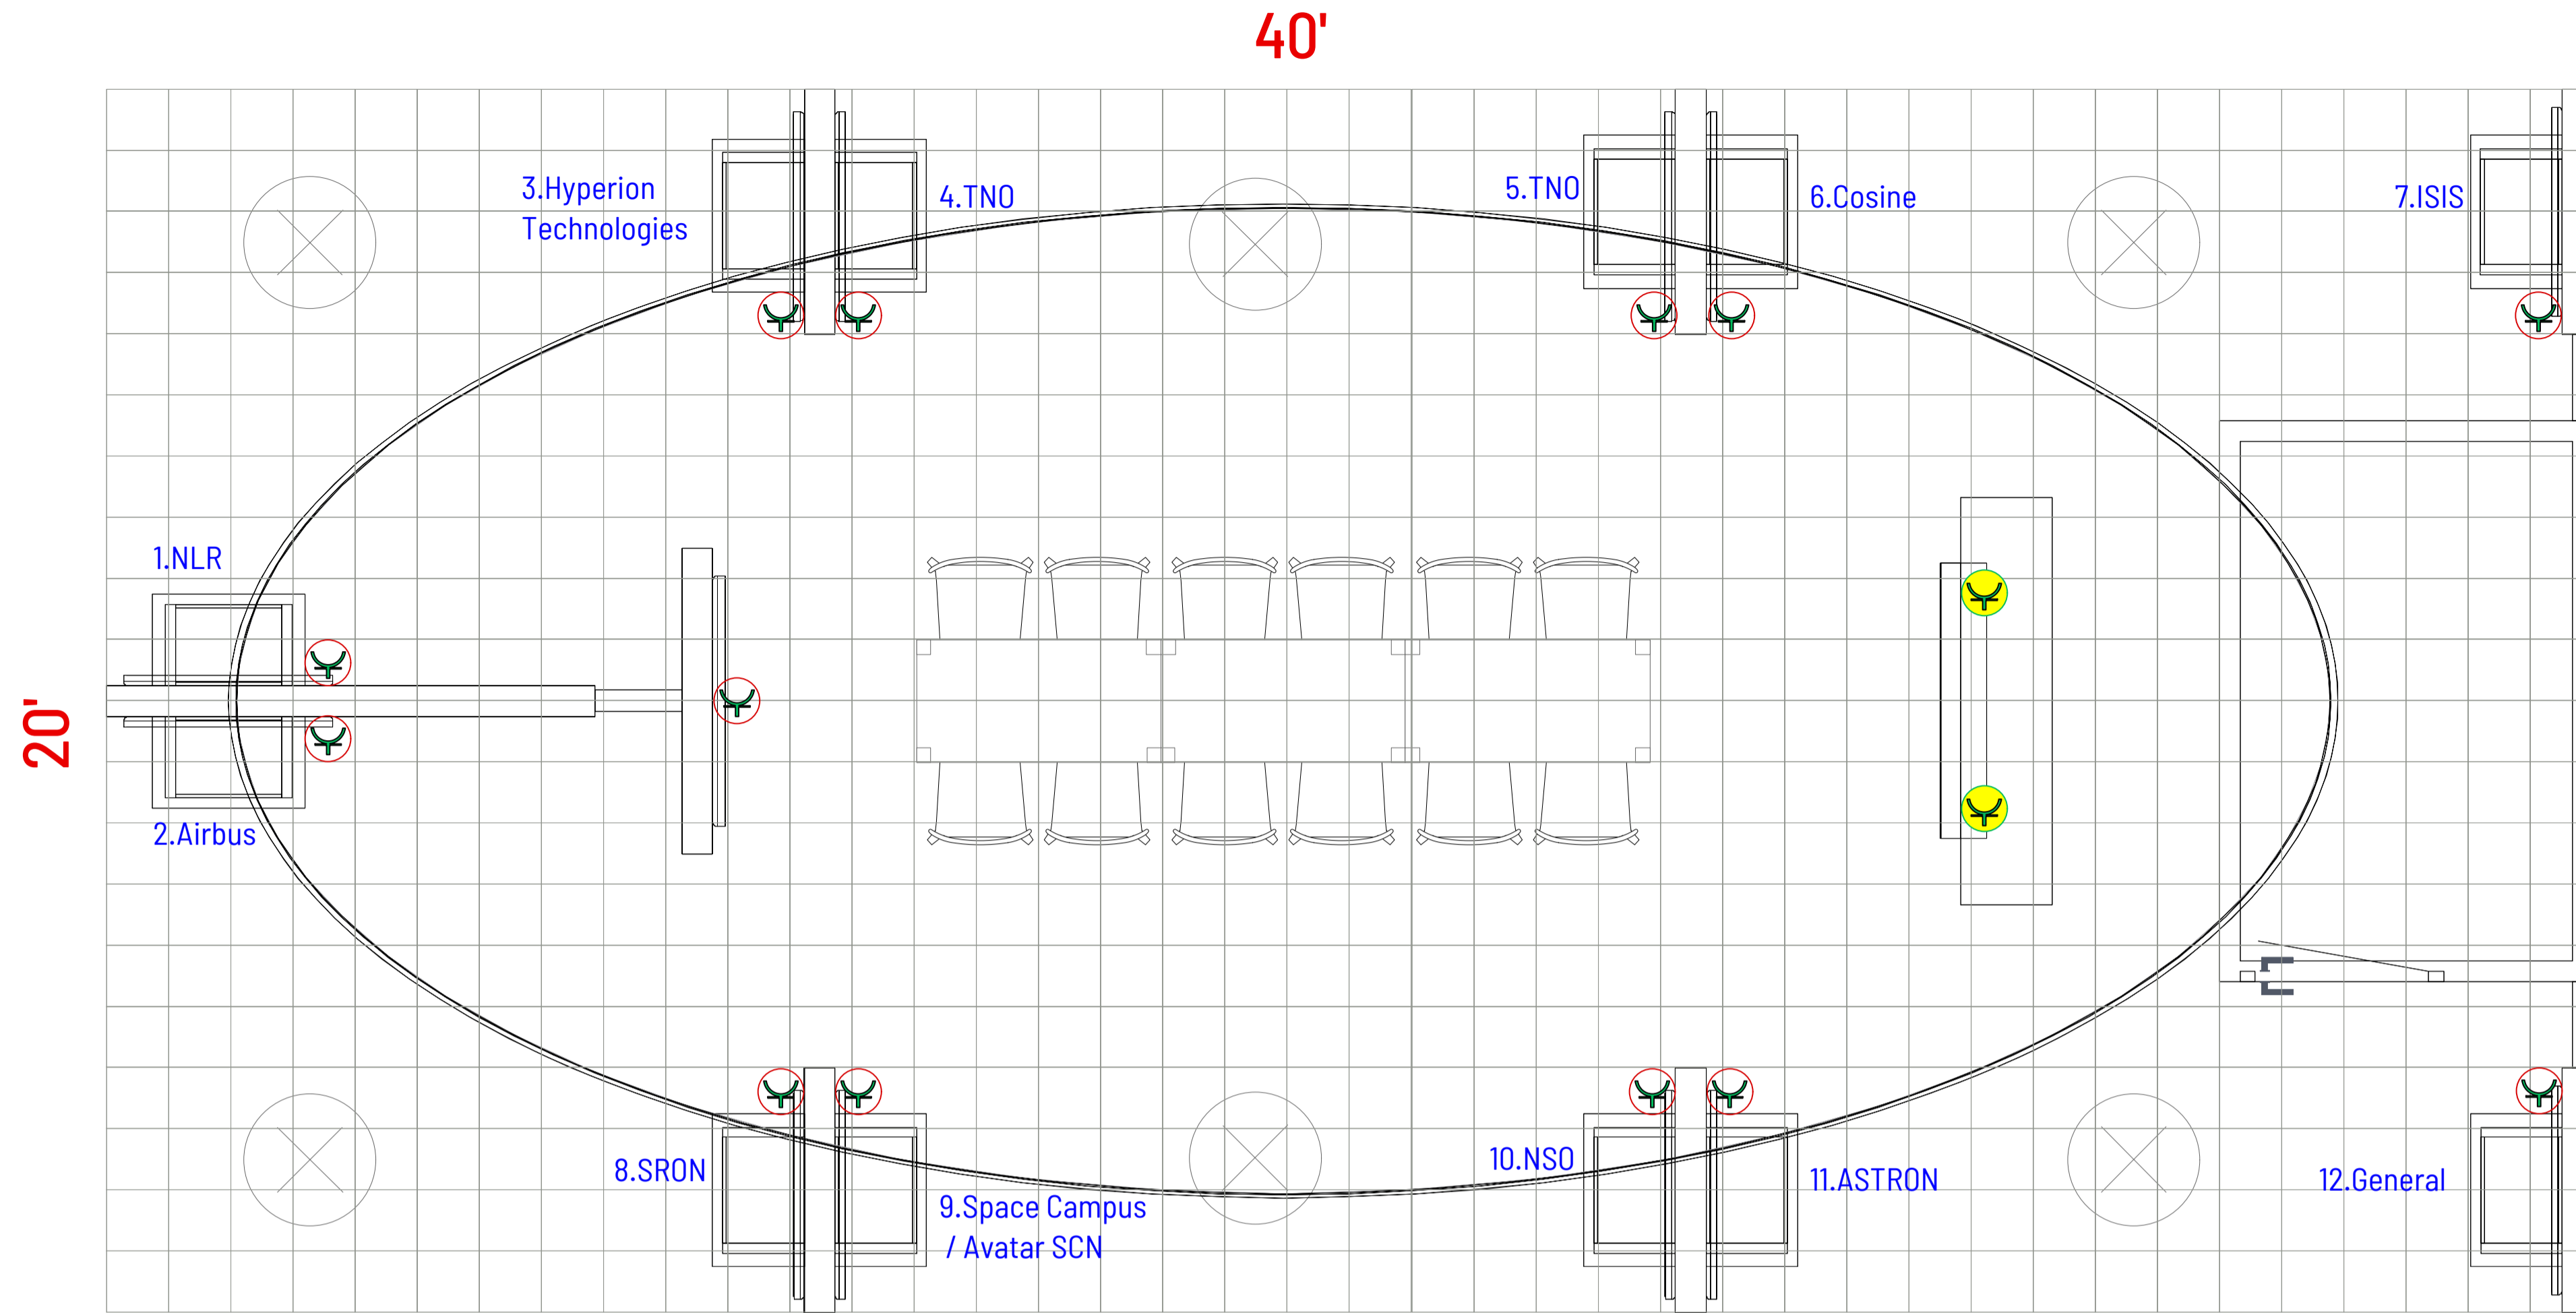 40'
3.Hyperion
Technologies
4.TNO
5.TNO
6.Cosine
7.ISIS
1.NLR
20'
2.Airbus
8.SRON
9.Space Campus
/ Avatar SCN
10.NSO
11.ASTRON
12.General